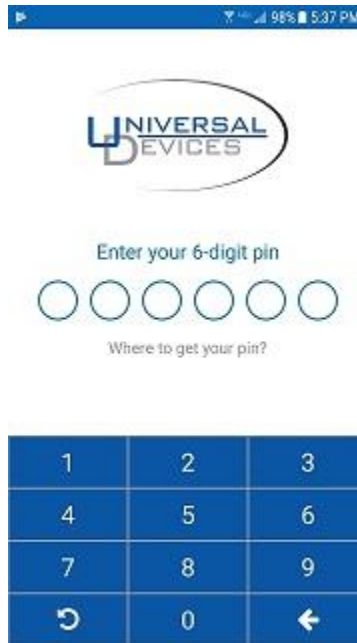 98% 5:37 PM
UNIVERSAL
DEVICES
Enter your 6-digit pin
Where to get your pin?
1 2 3
4 5 6
7 8 9
0